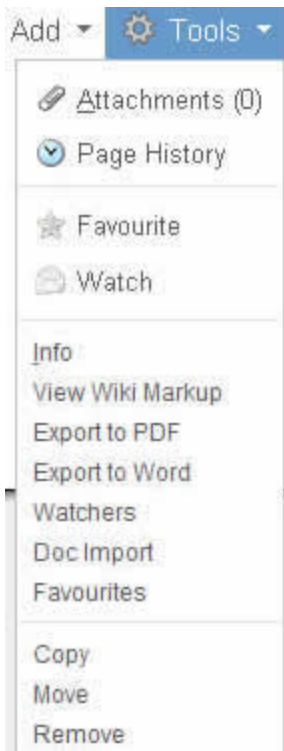 Add Tools
Attachments (0)
Page History
Favourite
Watch
Info
View Wiki Markup
Export to PDF
Export to Word
Watchers
Doc Import
Favourites
Copy
Move
Remove